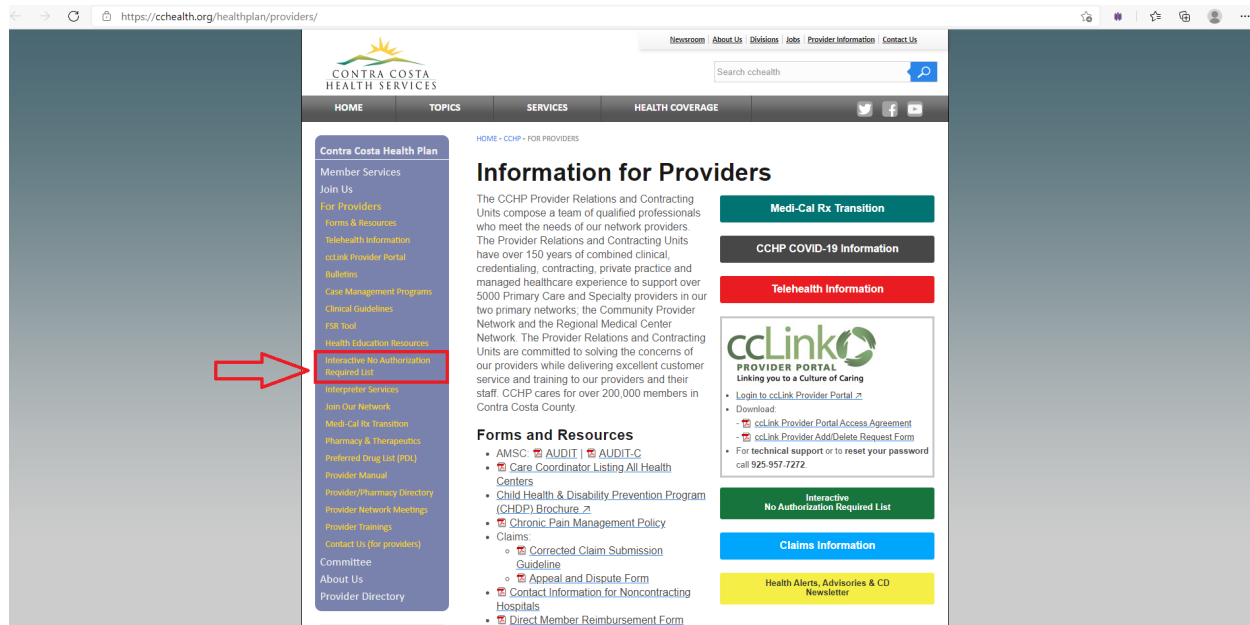 https://cchealth.org/healthplan/providers/
Newsroom About Us Divisions Jobs Provider Information Contact Us
CONTRA COSTA
HEALTH SERVICES
Search cchealth
HOME TOPICS SERVICES HEALTH COVERAGE
Contra Costa Health Plan
Member Services
Join Us
For Providers
Forms & Resources
Telehealth Information
ccLink Provider Portal
Bulletins
Case Management Programs
Clinical Guidelines
FSR Tool
Health Education Resources
Interactive No Authorization
Required List
Interpreter Services
Join Our Network
Medi-Cal Rx Transition
Pharmacy & Therapeutics
Preferred Drug List (PDL)
Provider Manual
Provider/Pharmacy Directory
Provider Network Meetings
Provider Trainings
Contact Us (for providers)
Committee
About Us
Provider Directory
HOME - CCHP - FOR PROVIDERS
Information for Providers
The CCHP Provider Relations and Contracting
Units compose a team of qualified professionals
who meet the needs of our network providers.
The Provider Relations and Contracting Units
have over 150 years of combined clinical,
credentialing, contracting, private practice and
managed healthcare experience to support over
5000 Primary Care and Specialty providers in our
two primary networks; the Community Provider
Network and the Regional Medical Center
Network. The Provider Relations and Contracting
Units are committed to solving the concerns of
our providers while delivering excellent customer
service and training to our providers and their
staff. CCHP cares for over 200,000 members in
Contra Costa County.
Forms and Resources
• AMSC: AUDIT | AUDIT-C
• Care Coordinator Listing All Health
Centers
• Child Health & Disability Prevention Program
(CHDP) Brochure
• Chronic Pain Management Policy
• Claims:
Corrected Claim Submission
Guideline
Appeal and Dispute Form
• Contact Information for Noncontracting
Hospitals
• Direct Member Reimbursement Form
Medi-Cal Rx Transition
CCHP COVID-19 Information
Telehealth Information
ccLink
PROVIDER PORTAL
Linking you to a Culture of Caring
• Login to ccLink Provider Portal
• Download:
- ccLink Provider Portal Access Agreement
- ccLink Provider Add/Delete Request Form
• For technical support or to reset your password
call 925-957-7272.
Interactive
No Authorization Required List
Claims Information
Health Alerts, Advisories & CD
Newsletter